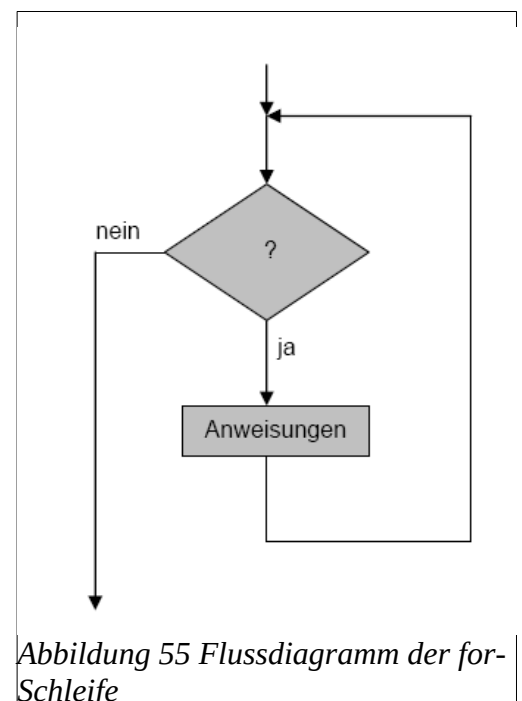 nein
?
ja
Anweisungen
Abbildung 55 Flussdiagramm der for-
Schleife